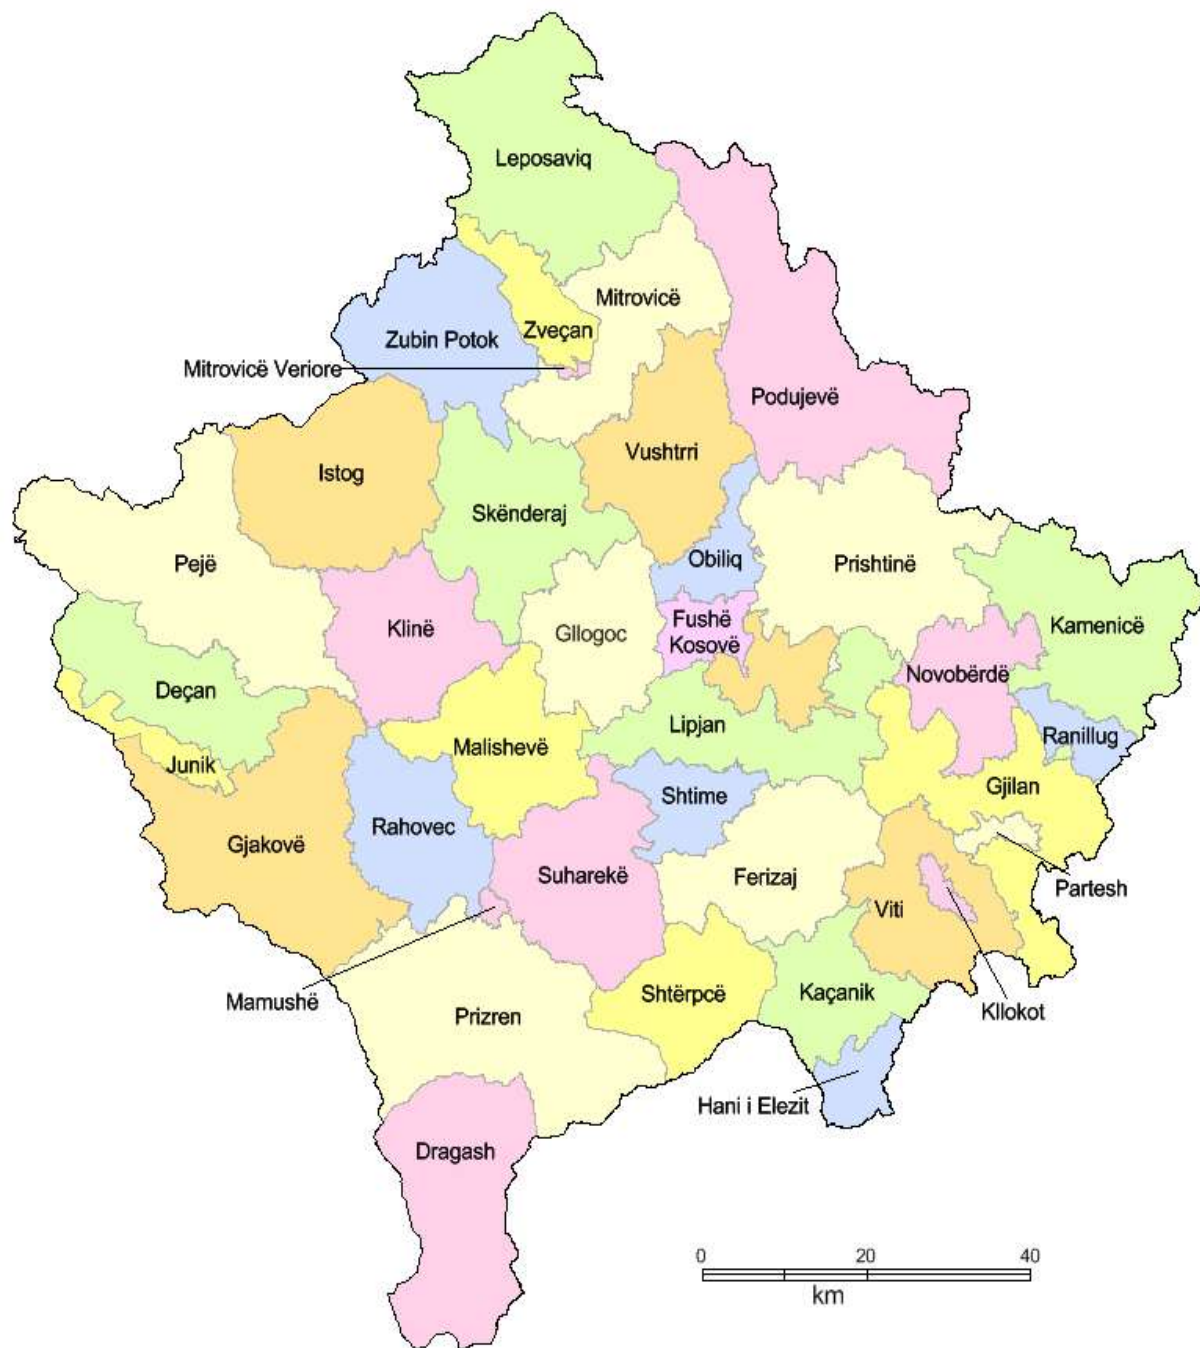 Leposaviq
Mitrovicë
Zveçan
Zubin Potok
Mitrovicë Veriore
Podujevë
Vushtrri
Istog
Skënderaj
Obiliq
Prishtinë
Pejë
Fushë
Kosovë
Klinë
Gllogoc
Kamenicë
Novobërdë
Deçan
Lipjan
Ranillug
Malishevë
Junik
Gjilan
Shtime
Rahovec
Gjakovë
Suharekë
Ferizaj
Partesh
Viti
Mamushë
Shtërpcë
Kaçanik
Kllokot
Prizren
Hani i Elezit
Dragash
0 20 40
km